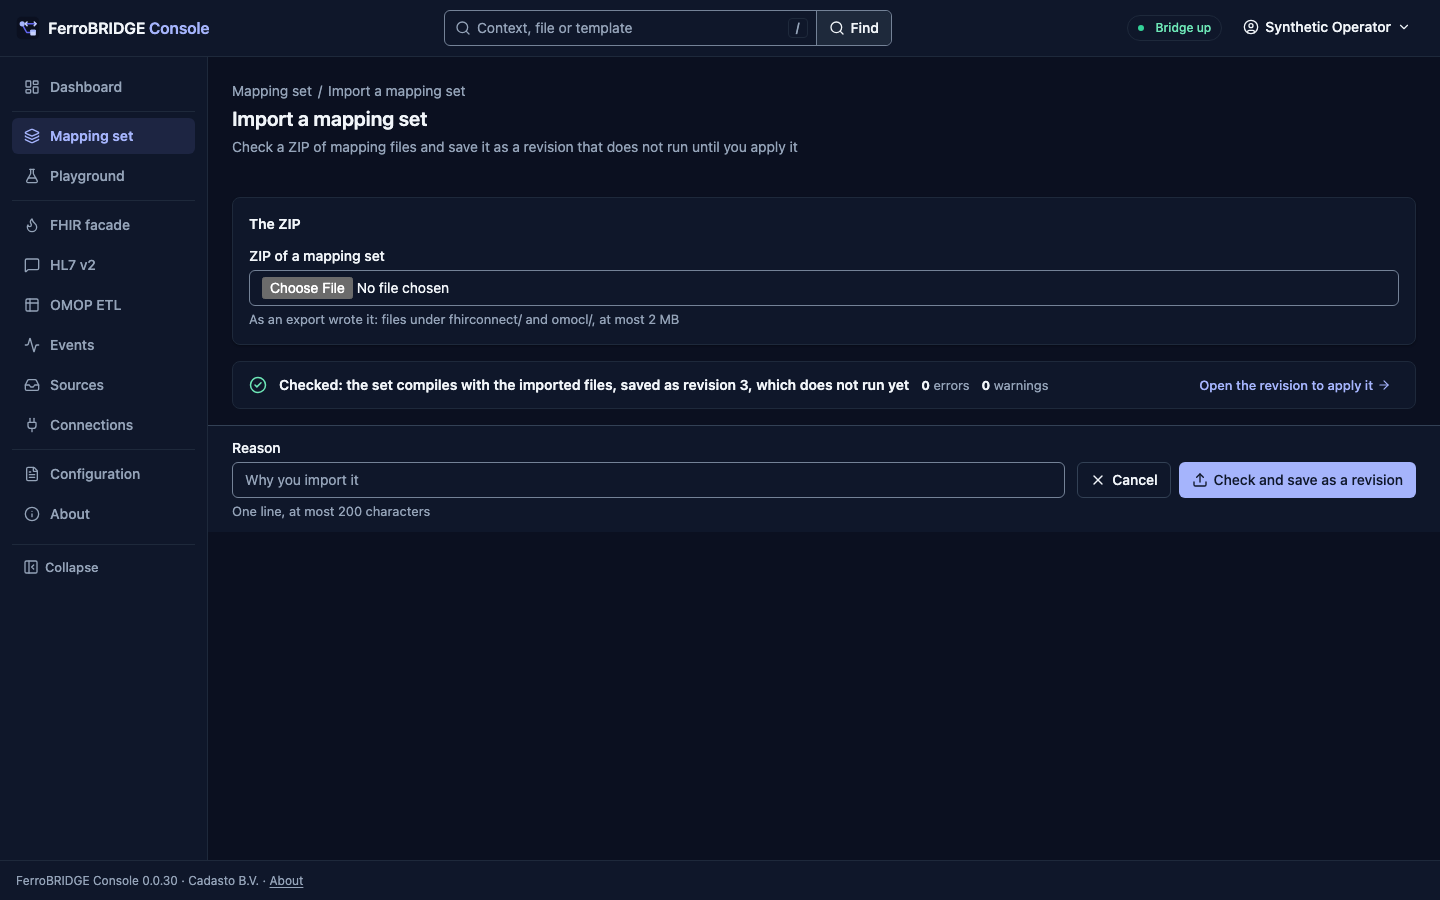 FerroBRIDGE Console
Context, file or template
/
Find
Bridge up
Synthetic Operator
Dashboard
Mapping set
Playground
FHIR facade
HL7 v2
OMOP ETL
Events
Sources
Connections
Configuration
About
Collapse
Mapping set / Import a mapping set
Import a mapping set
Check a ZIP of mapping files and save it as a revision that does not run until you apply it
The ZIP
ZIP of a mapping set
Choose File No file chosen
As an export wrote it: files under fhirconnect/ and omocl/, at most 2 MB
Checked: the set compiles with the imported files, saved as revision 3, which does not run yet 0 errors 0 warnings
Open the revision to apply it →
Reason
Why you import it
Cancel
Check and save as a revision
One line, at most 200 characters
FerroBRIDGE Console 0.0.30 · Cadasto B.V. · About